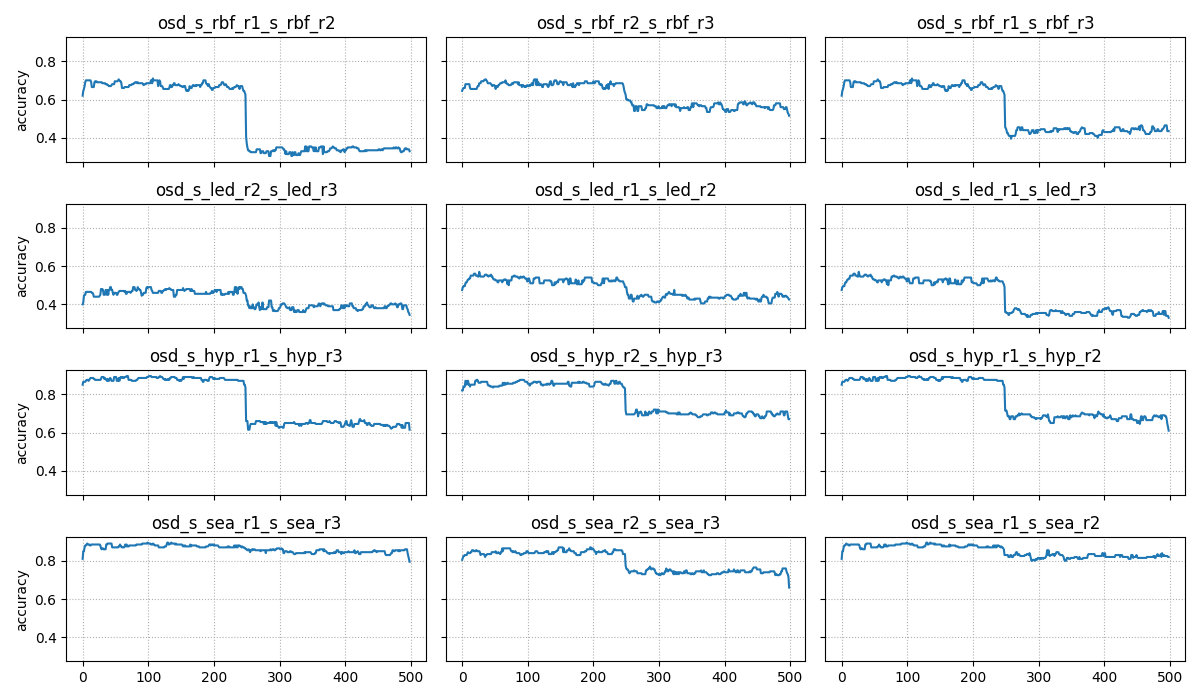 osd_s_rbf_r1_s_rbf_r2 osd_s_rbf_r2_s_rbf_r3 osd_s_rbf_r1_s_rbf_r3
0.8
0.6
0.4
accuracy
osd_s_led_r2_s_led_r3 osd_s_led_r1_s_led_r2 osd_s_led_r1_s_led_r3
0.8
0.6
0.4
accuracy
osd_s_hyp_r1_s_hyp_r3 osd_s_hyp_r2_s_hyp_r3 osd_s_hyp_r1_s_hyp_r2
0.8
0.6
0.4
accuracy
osd_s_sea_r1_s_sea_r3 osd_s_sea_r2_s_sea_r3 osd_s_sea_r1_s_sea_r2
0.8
0.6
0.4
accuracy
0 100 200 300 400 500 0 100 200 300 400 500 0 100 200 300 400 500